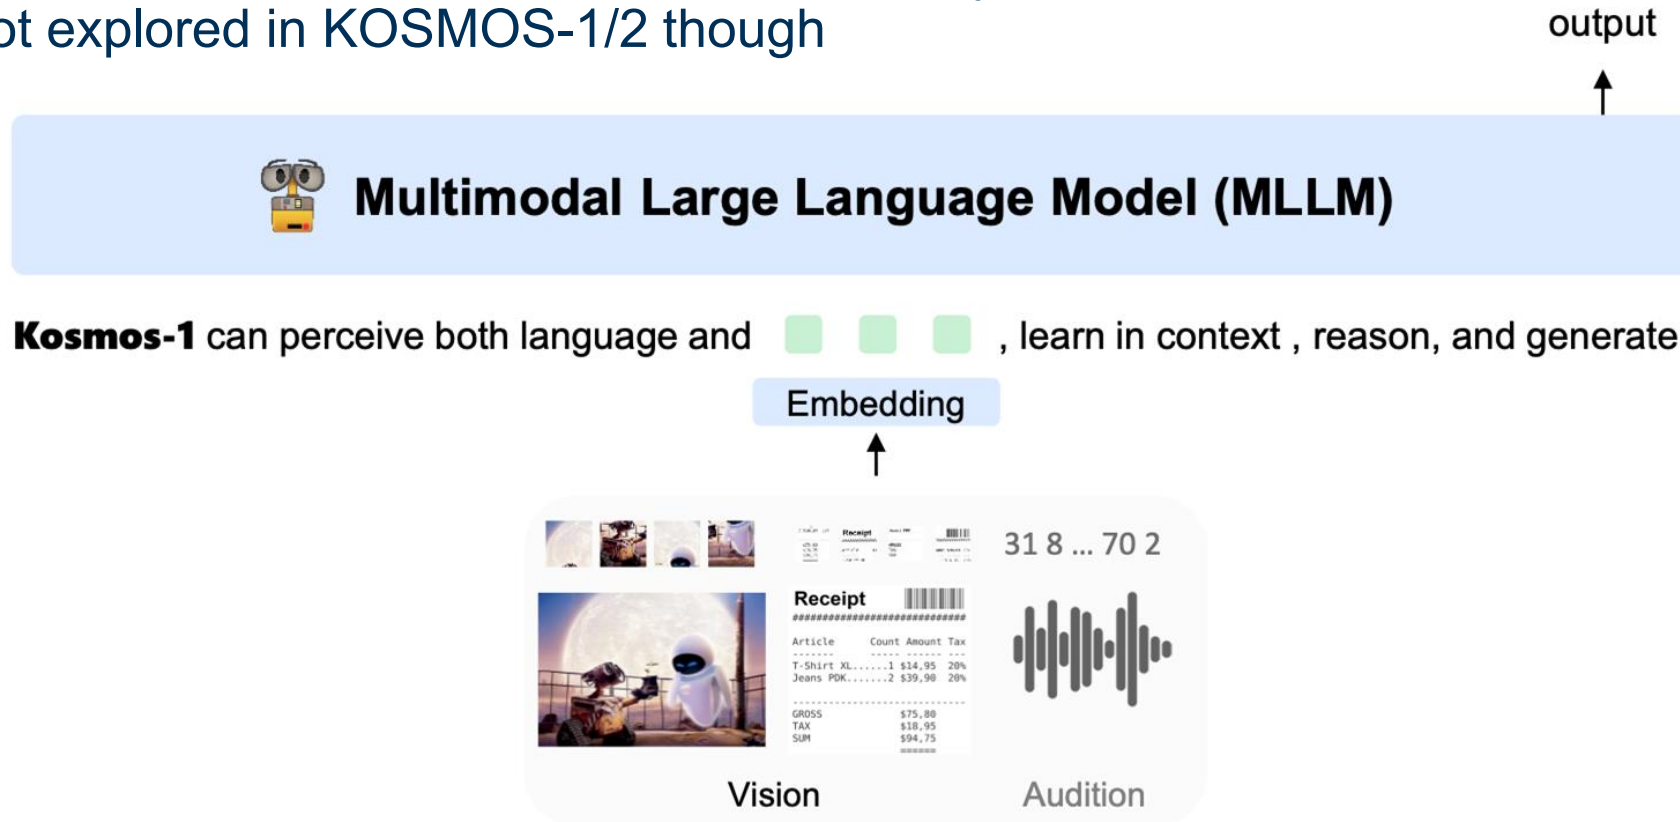 ot explored in KOSMOS-1/2 though
output
Multimodal Large Language Model (MLLM)
Kosmos-1 can perceive both language and , learn in context , reason, and generate
Embedding
Receipt
31 8 ... 70 2
Receipt
##############################
Article Count Amount Tax
------- ----- ------ ---
T-Shirt XL......1 $14,95 20%
Jeans PDK.......2 $39,90 20%
------------------------------
GROSS $75,80
TAX $18,95
SUM $94,75
======
Vision
Audition